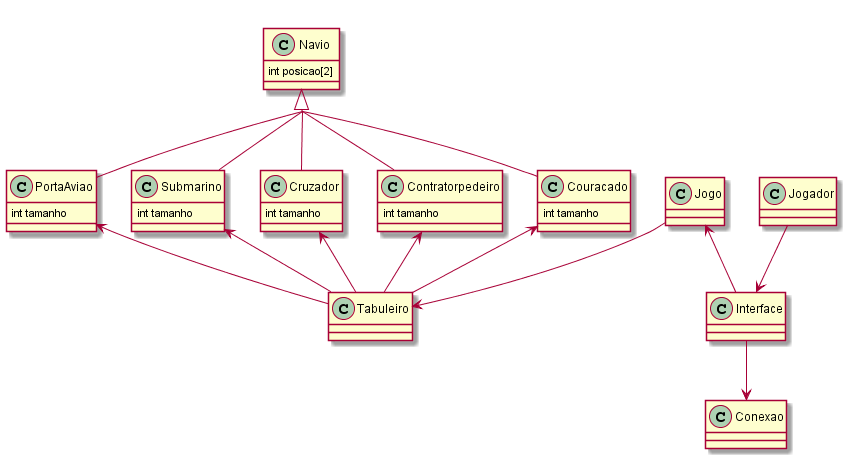 C Navio
int posicao[2]
C PortaAviao
int tamanho
C Submarino
int tamanho
C Cruzador
int tamanho
C Contratorpedeiro
int tamanho
C Couracado
int tamanho
C Jogo
C Jogador
C Tabuleiro
C Interface
C Conexao